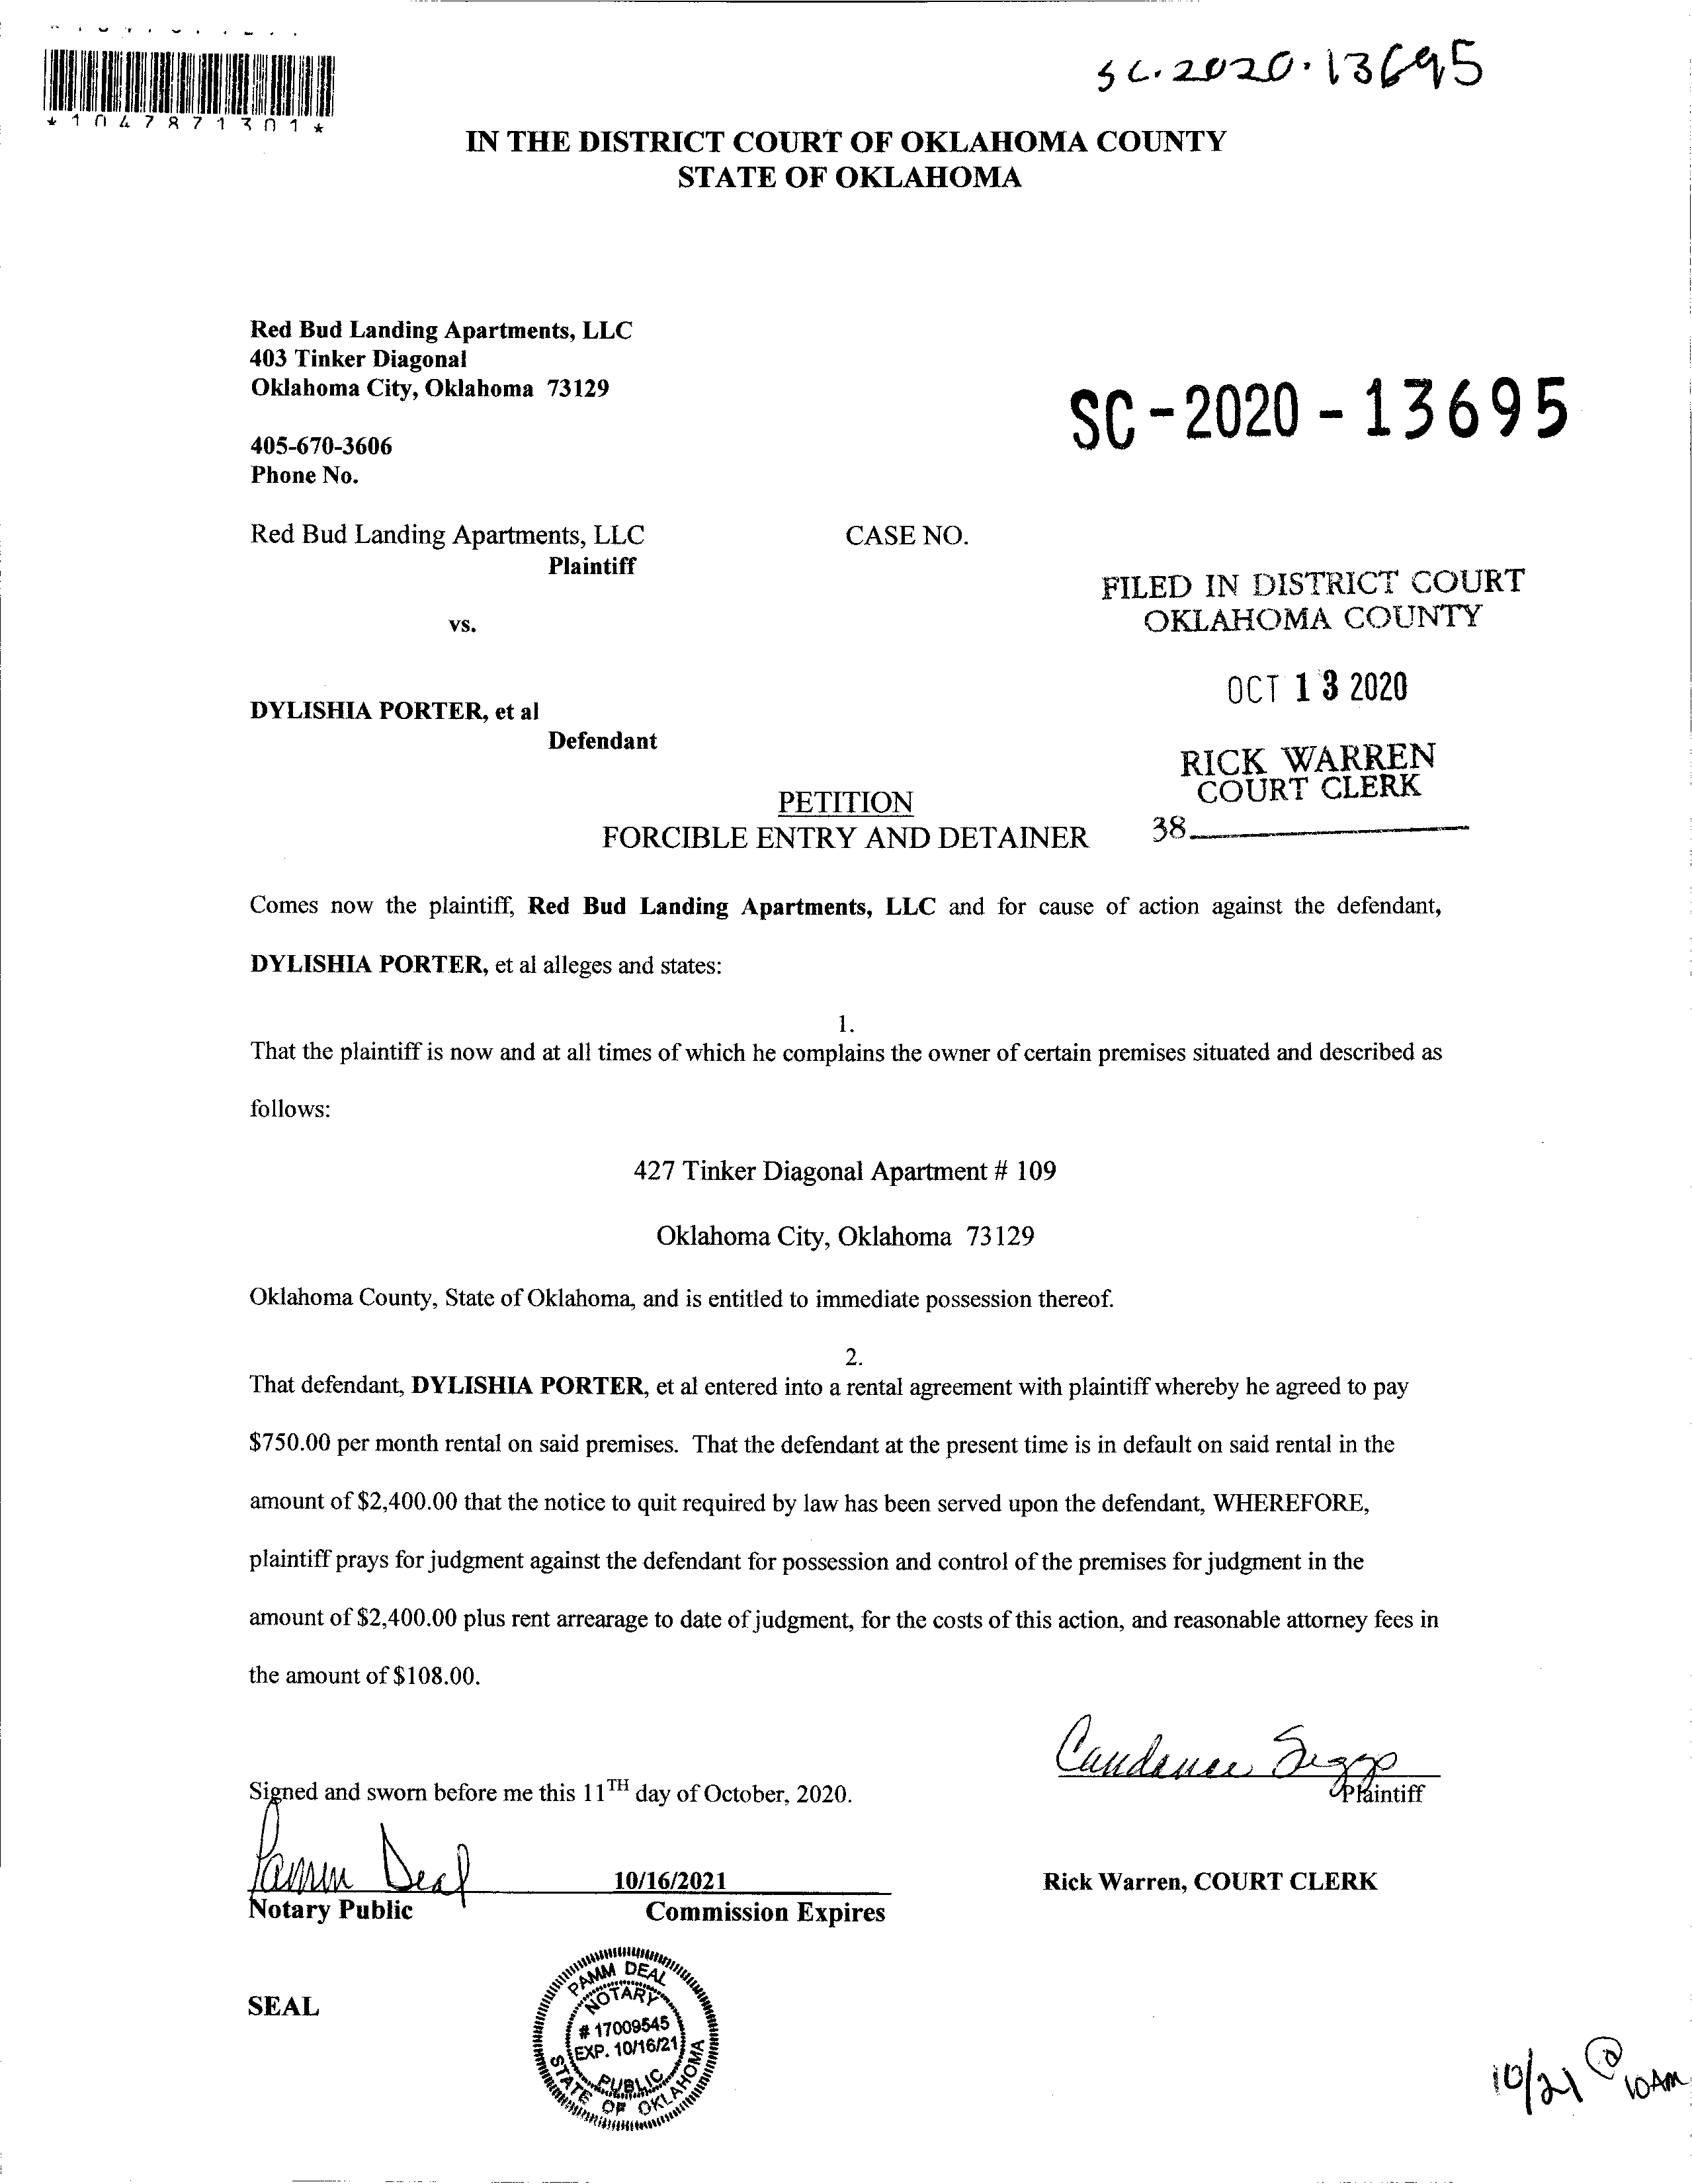 SC.2020.13695
*1047871301*
IN THE DISTRICT COURT OF OKLAHOMA COUNTY
STATE OF OKLAHOMA
Red Bud Landing Apartments, LLC
403 Tinker Diagonal
Oklahoma City, Oklahoma 73129
SC-2020-13695
405-670-3606
Phone No.
Red Bud Landing Apartments, LLC CASE NO.
Plaintiff
FILED IN DISTRICT COURT
OKLAHOMA COUNTY
vs.
OCT 13 2020
DYLISHIA PORTER, et al
Defendant
RICK WARREN
COURT CLERK
38
PETITION
FORCIBLE ENTRY AND DETAINER
Comes now the plaintiff, Red Bud Landing Apartments, LLC and for cause of action against the defendant,
DYLISHIA PORTER, et al alleges and states:
1.
That the plaintiff is now and at all times of which he complains the owner of certain premises situated and described as
follows:
427 Tinker Diagonal Apartment # 109
Oklahoma City, Oklahoma 73129
Oklahoma County, State of Oklahoma, and is entitled to immediate possession thereof.
2.
That defendant, DYLISHIA PORTER, et al entered into a rental agreement with plaintiff whereby he agreed to pay
$750.00 per month rental on said premises. That the defendant at the present time is in default on said rental in the
amount of $2,400.00 that the notice to quit required by law has been served upon the defendant, WHEREFORE,
plaintiff prays for judgment against the defendant for possession and control of the premises for judgment in the
amount of $2,400.00 plus rent arrearage to date of judgment, for the costs of this action, and reasonable attorney fees in
the amount of $108.00.
Candance Seggp
Plaintiff
Signed and sworn before me this 11TH day of October, 2020.
Pamm Deal 10/16/2021
Notary Public Commission Expires
Rick Warren, COURT CLERK
SEAL
PAMM DEAL
NOTARY
# 17009545
EXP. 10/16/21
PUBLIC
STATE OF OKLAHOMA
10/21 @
10AM